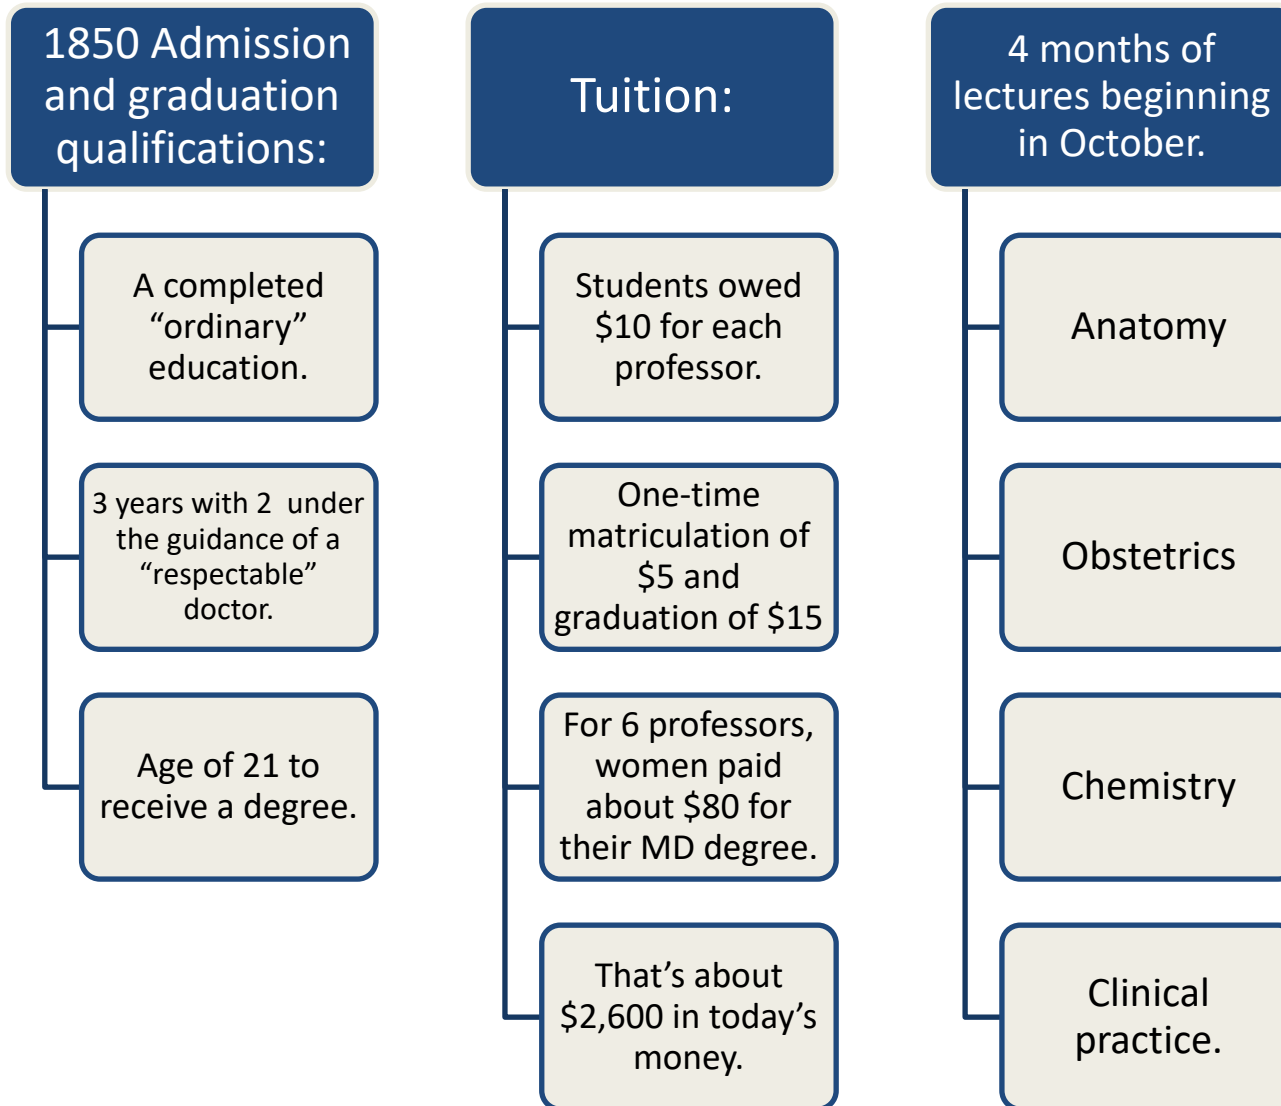 1850 Admission
and graduation
qualifications:
A completed
“ordinary”
education.
3 years with 2  under
the guidance of a
“respectable”
doctor.
Age of 21 to
receive a degree.
Tuition:
Students owed
$10 for each
professor.
One-time
matriculation of
$5 and
graduation of $15
For 6 professors,
women paid
about $80 for
their MD degree.
That’s about
$2,600 in today’s
money.
4 months of
lectures beginning
in October.
Anatomy
Obstetrics
Chemistry
Clinical
practice.